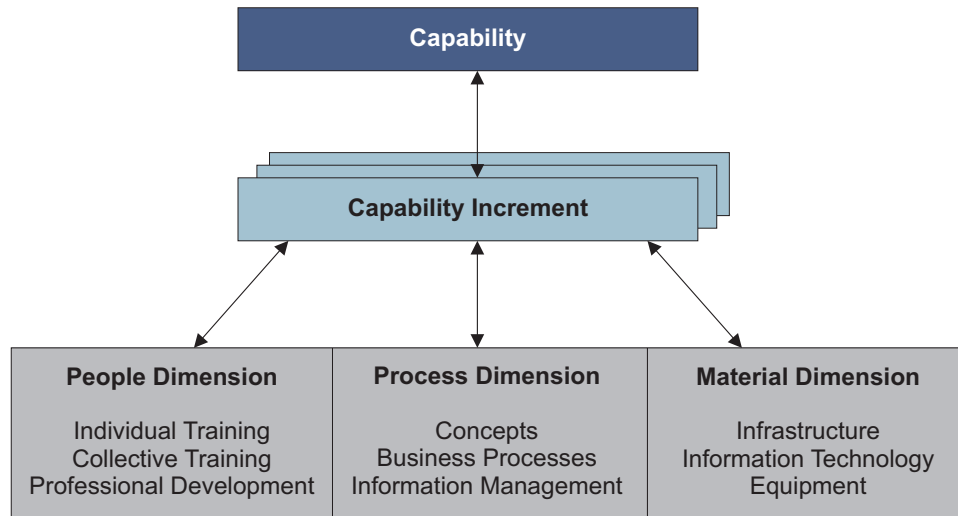 Capability
Capability Increment
People Dimension
Individual Training
Collective Training
Professional Development
Process Dimension
Concepts
Business Processes
Information Management
Material Dimension
Infrastructure
Information Technology
Equipment